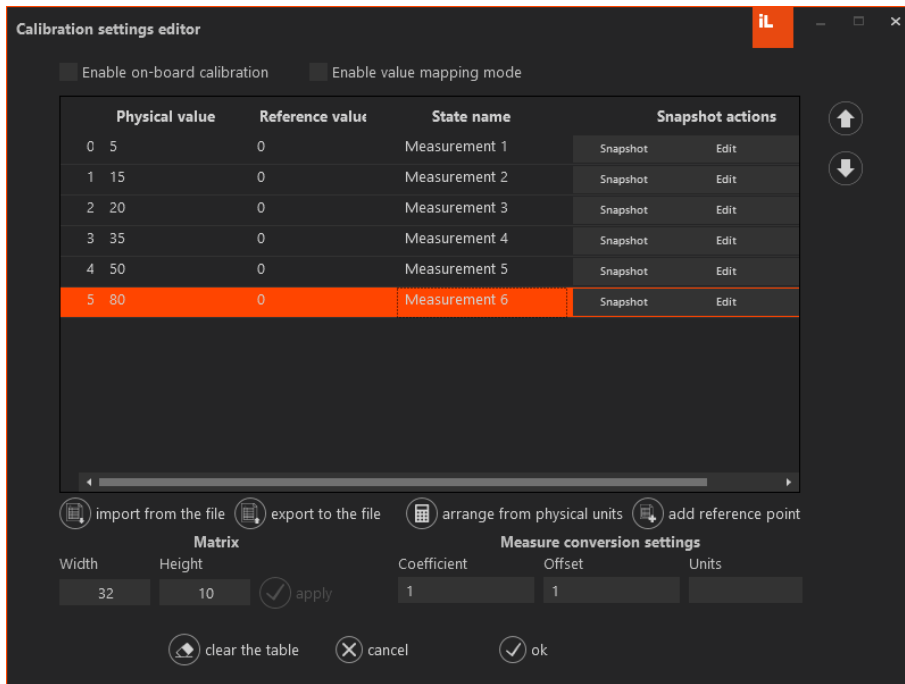 Calibration settings editor
iL
Enable on-board calibration Enable value mapping mode
Physical value Reference value State name Snapshot actions
0 5 0 Measurement 1 Snapshot Edit
1 15 0 Measurement 2 Snapshot Edit
2 20 0 Measurement 3 Snapshot Edit
3 35 0 Measurement 4 Snapshot Edit
4 50 0 Measurement 5 Snapshot Edit
5 80 0 Measurement 6 Snapshot Edit
import from the file export to the file arrange from physical units add reference point
Matrix Measure conversion settings
Width Height Coefficient Offset Units
32 10 apply 1 1
clear the table cancel ok